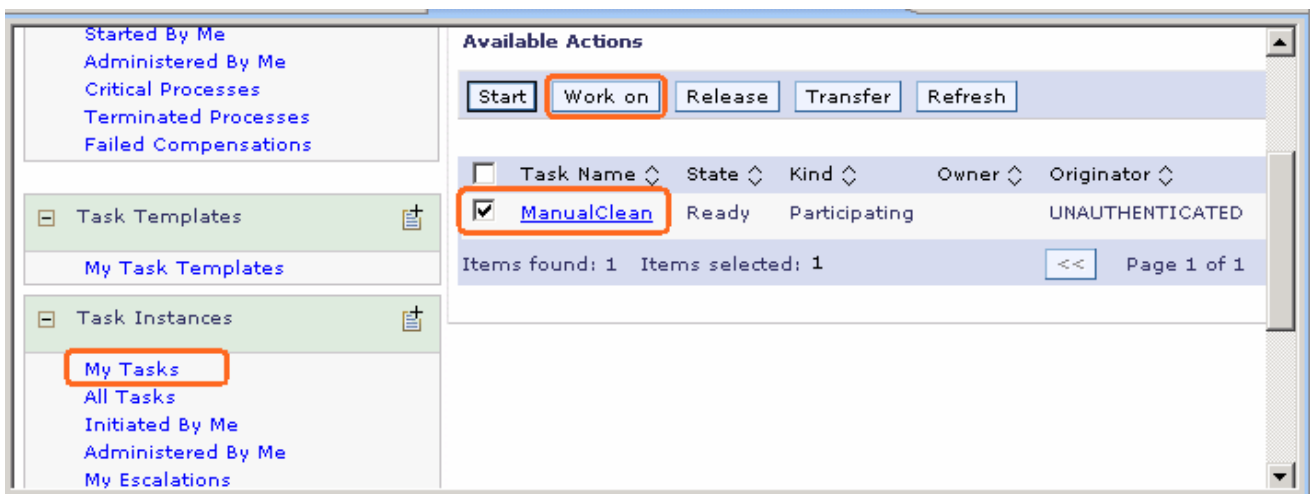 Started By Me
Administered By Me
Critical Processes
Terminated Processes
Failed Compensations
Task Templates
My Task Templates
Task Instances
My Tasks
All Tasks
Initiated By Me
Administered By Me
My Escalations
Available Actions
Start Work on Release Transfer Refresh
Task Name State Kind Owner Originator
ManualClean Ready Participating UNAUTHENTICATED
Items found: 1 Items selected: 1 << Page 1 of 1